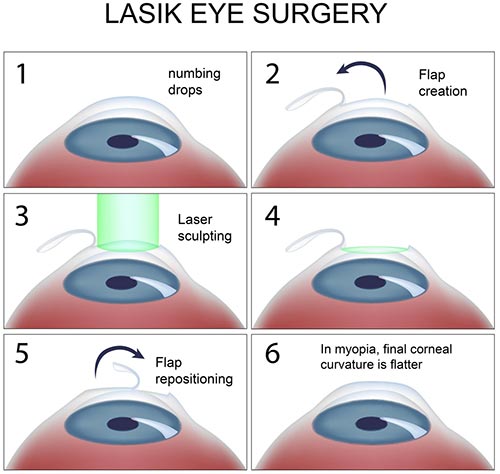 LASIK EYE SURGERY
1
numbing
drops
2
Flap
creation
3
Laser
sculpting
4
5
Flap
repositioning
6
In myopia, final corneal
curvature is flatter